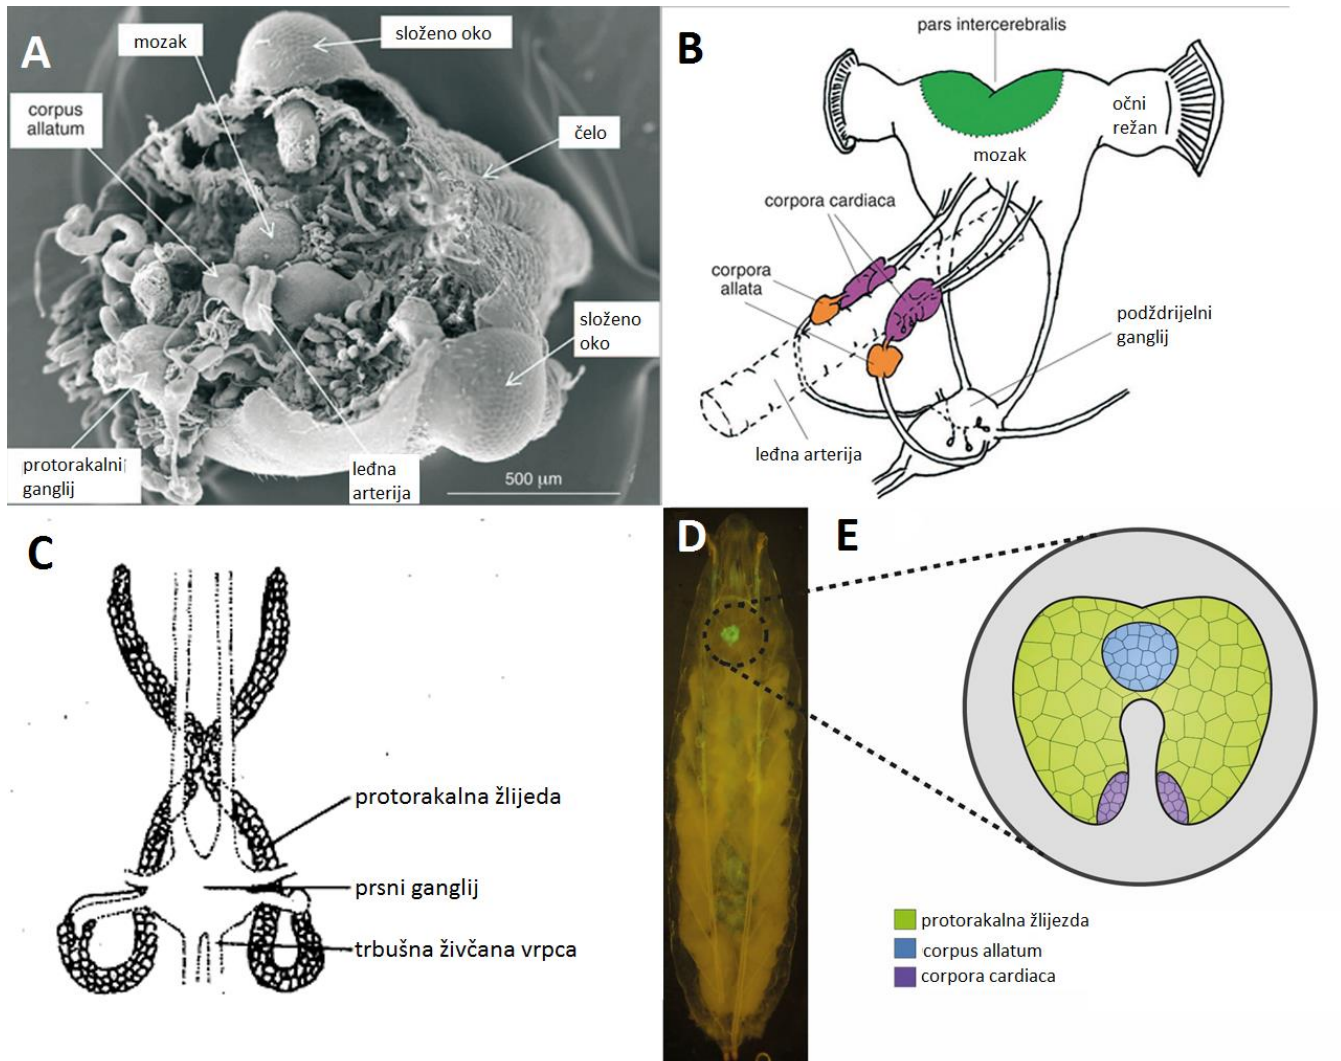 A
mozak
složeno oko
corpus
allatum
čelo
složeno
oko
protorakalni
ganglij
leđna
arterija
500 µm
B
pars intercerebralis
očni
režan
mozak
corpora cardiaca
corpora
allata
podždrijelni
ganglij
leđna arterija
C
protorakalna žlijeda
prsni ganglij
trbušna živčana vrpca
D
E
protorakalna žlijezda
corpus allatum
corpora cardiaca